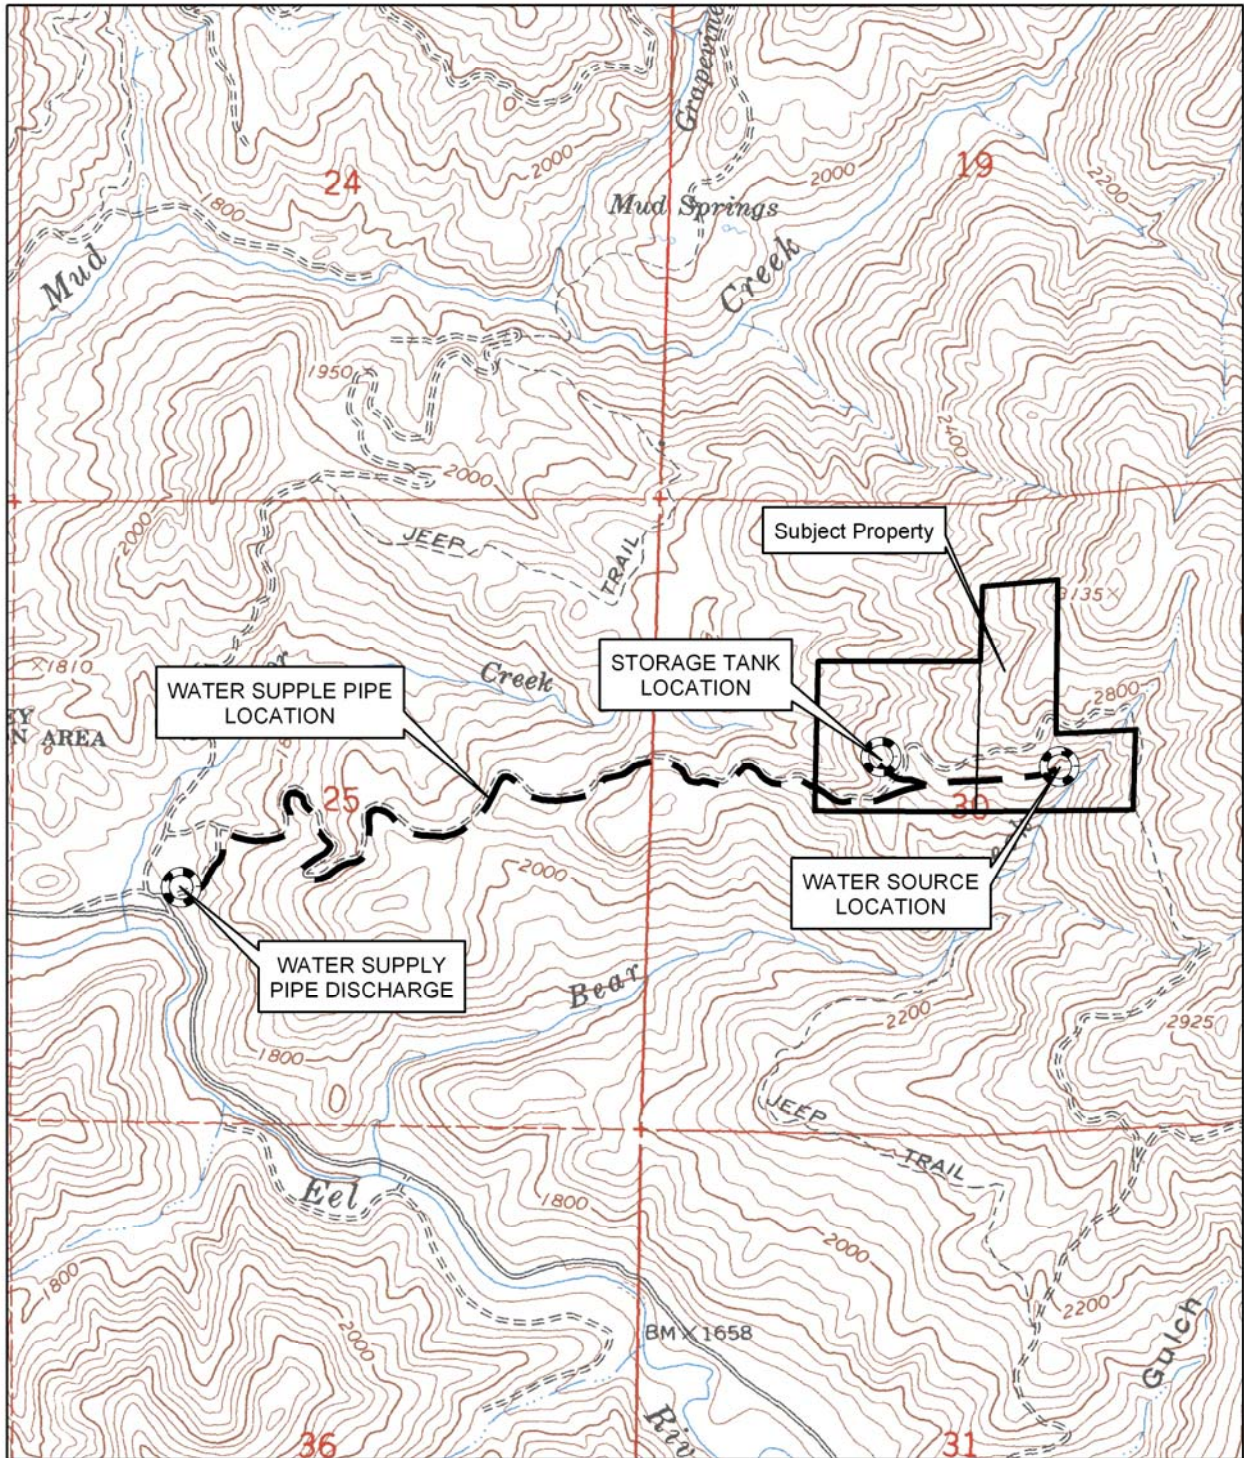 Grapevine
24
19
2000
2000
2200
800
Mud Springs
Mud
Creek
1950
2400
2000
2000
JEEP
TRAIL
Subject Property
3135
1810
STORAGE TANK
LOCATION
Creek
WATER SUPPLE PIPE
LOCATION
2800
N AREA
25
30
2000
WATER SOURCE
LOCATION
WATER SUPPLY
PIPE DISCHARGE
Bear
2200
2925
1800
JEEP
TRAIL
Eel
1800
2000
1800
2200
2000
BM X 1658
Gulch
Riv
36
31